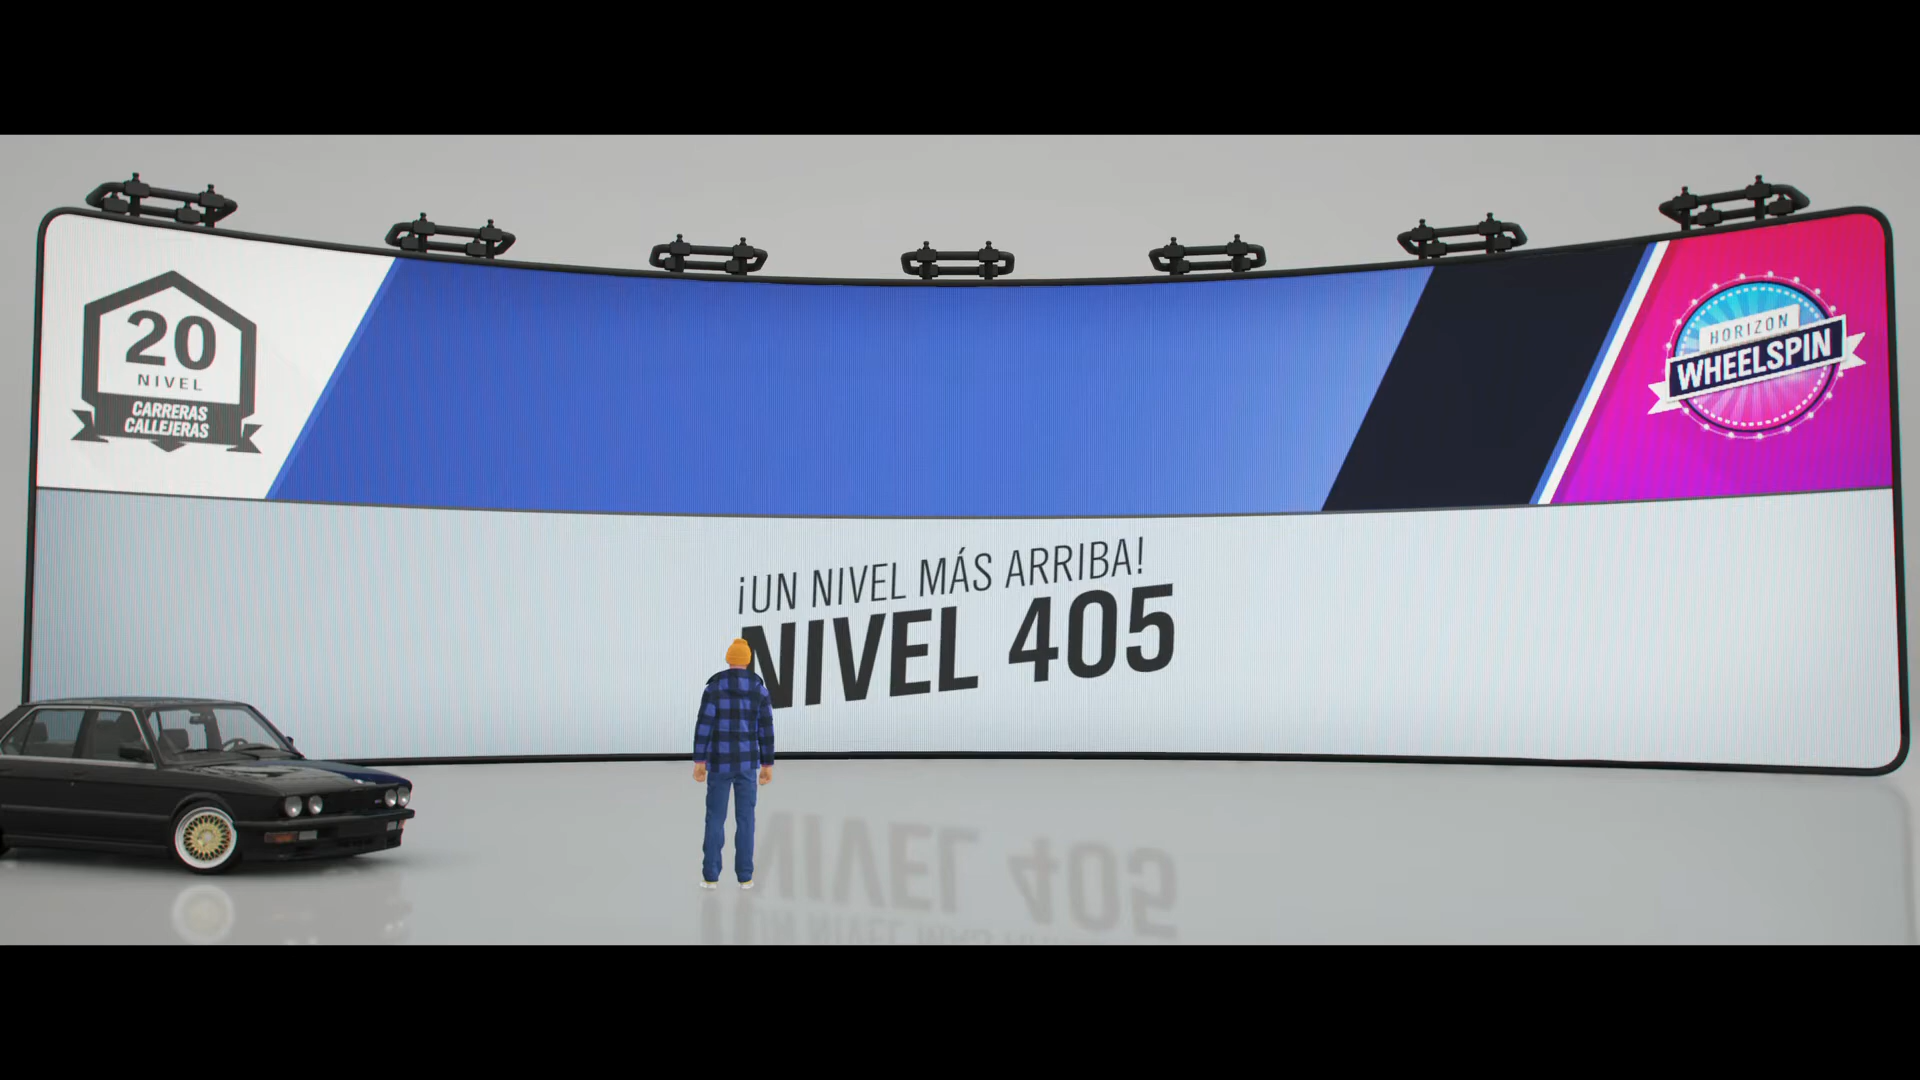 20
NIVEL
CARRERAS
CALLEJERAS
HORIZON
WHEELSPIN
¡UN NIVEL MÁS ARRIBA!
NIVEL 405